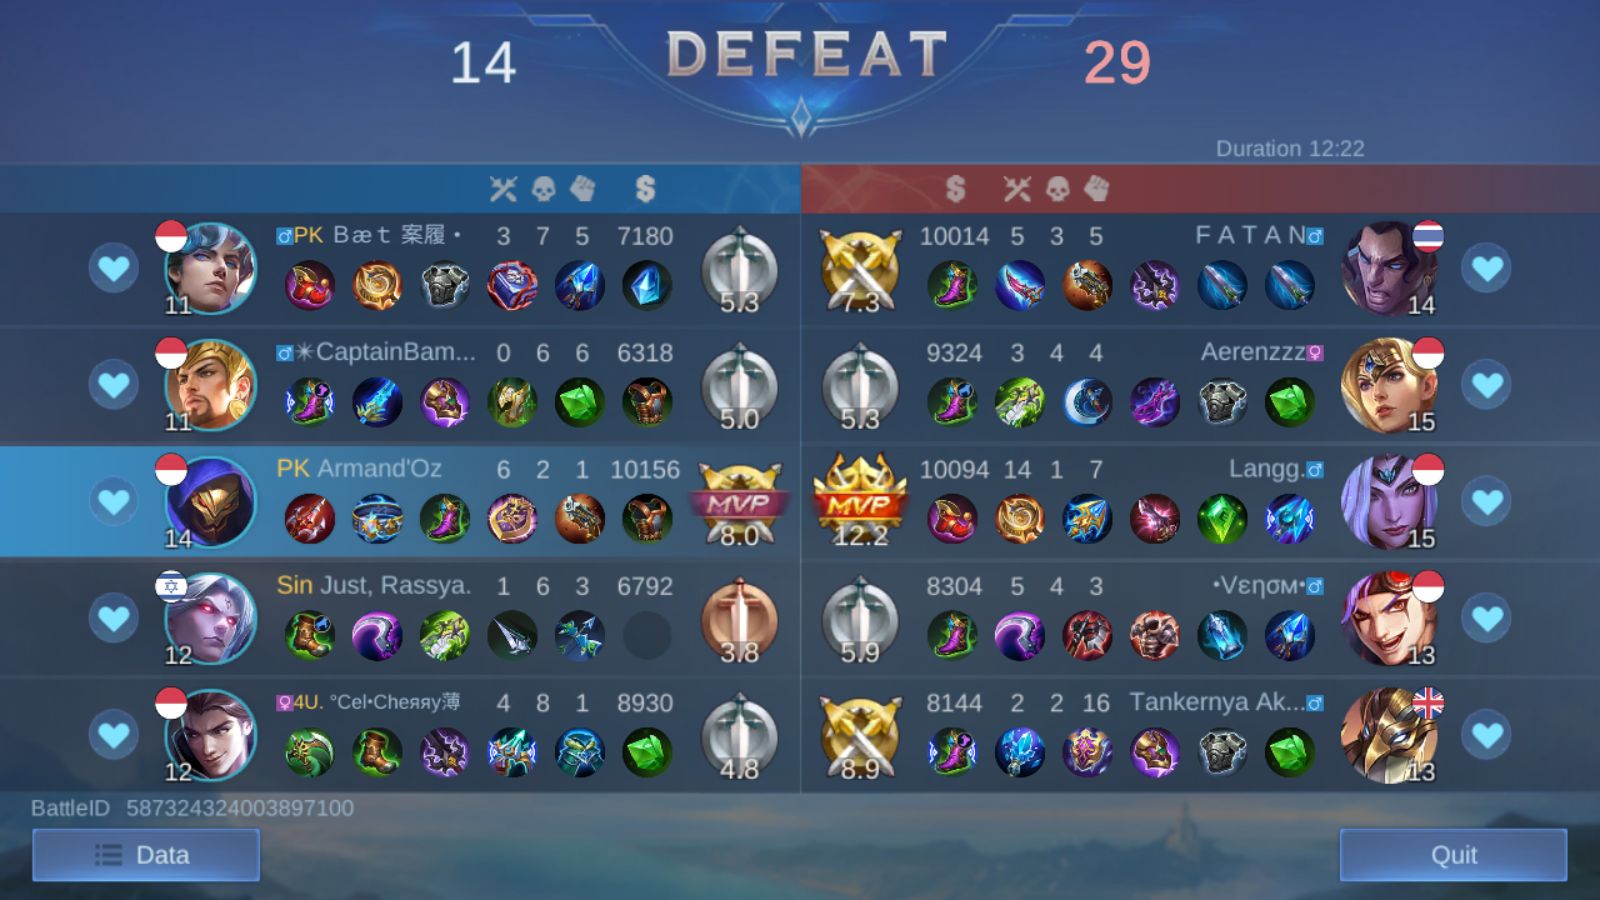 14 DEFEAT 29
Duration 12:22
PK Bæt 案履・ 3 7 5 7180 5.3
11
7.3 10014 5 3 5 F A T A N
14
✴CaptainBam... 0 6 6 6318 5.0
11
5.3 9324 3 4 4 Aerenzzz
15
PK Armand'Oz 6 2 1 10156 MVP 8.0
14
MVP 12.2 10094 14 1 7 Langg.
15
Sin Just, Rassya. 1 6 3 6792 3.8
12
5.9 8304 5 4 3 •Vεησм•
13
4U. °Cel•Cheяяy薄 4 8 1 8930 4.8
12
8.9 8144 2 2 16 Tankernya Ak...
13
BattleID 587324324003897100
Data
Quit